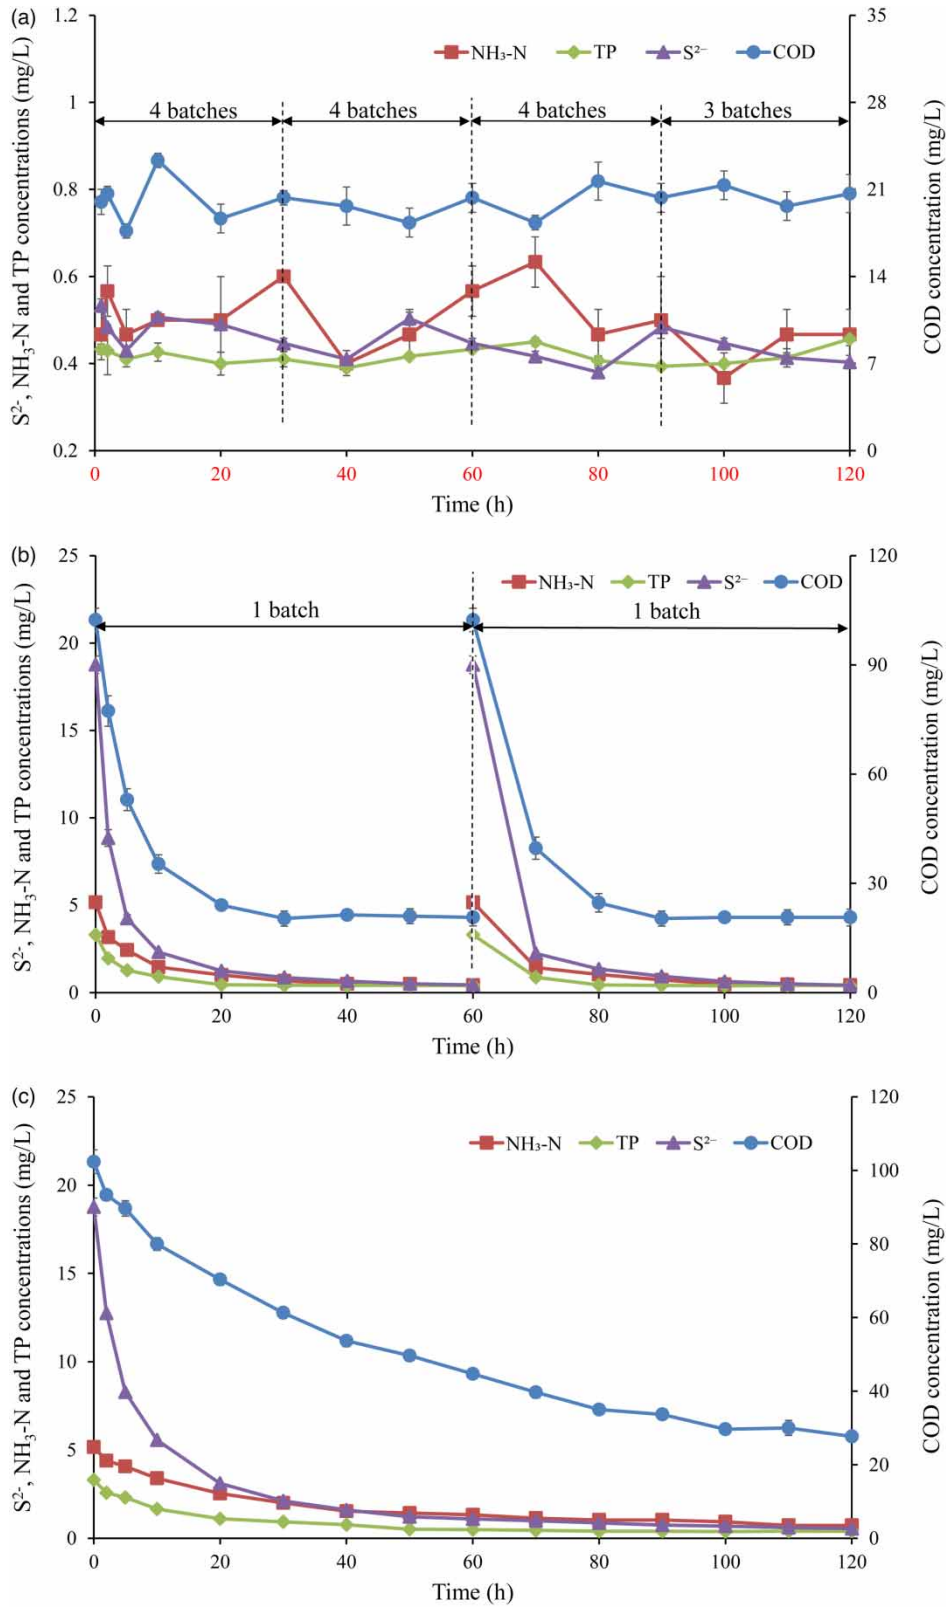 (a)
S²⁻, NH₃-N and TP concentrations (mg/L)
1.2
1
0.8
0.6
0.4
0.2
NH₃-N TP S²⁻ COD
4 batches 4 batches 4 batches 3 batches
35
28
21
14
7
0
COD concentration (mg/L)
0 20 40 60 80 100 120
Time (h)
(b)
S²⁻, NH₃-N and TP concentrations (mg/L)
25
20
15
10
5
0
NH₃-N TP S²⁻ COD
1 batch 1 batch
120
90
60
30
0
COD concentration (mg/L)
0 20 40 60 80 100 120
Time (h)
(c)
S²⁻, NH₃-N and TP concentrations (mg/L)
25
20
15
10
5
0
NH₃-N TP S²⁻ COD
120
100
80
60
40
20
0
COD concentration (mg/L)
0 20 40 60 80 100 120
Time (h)